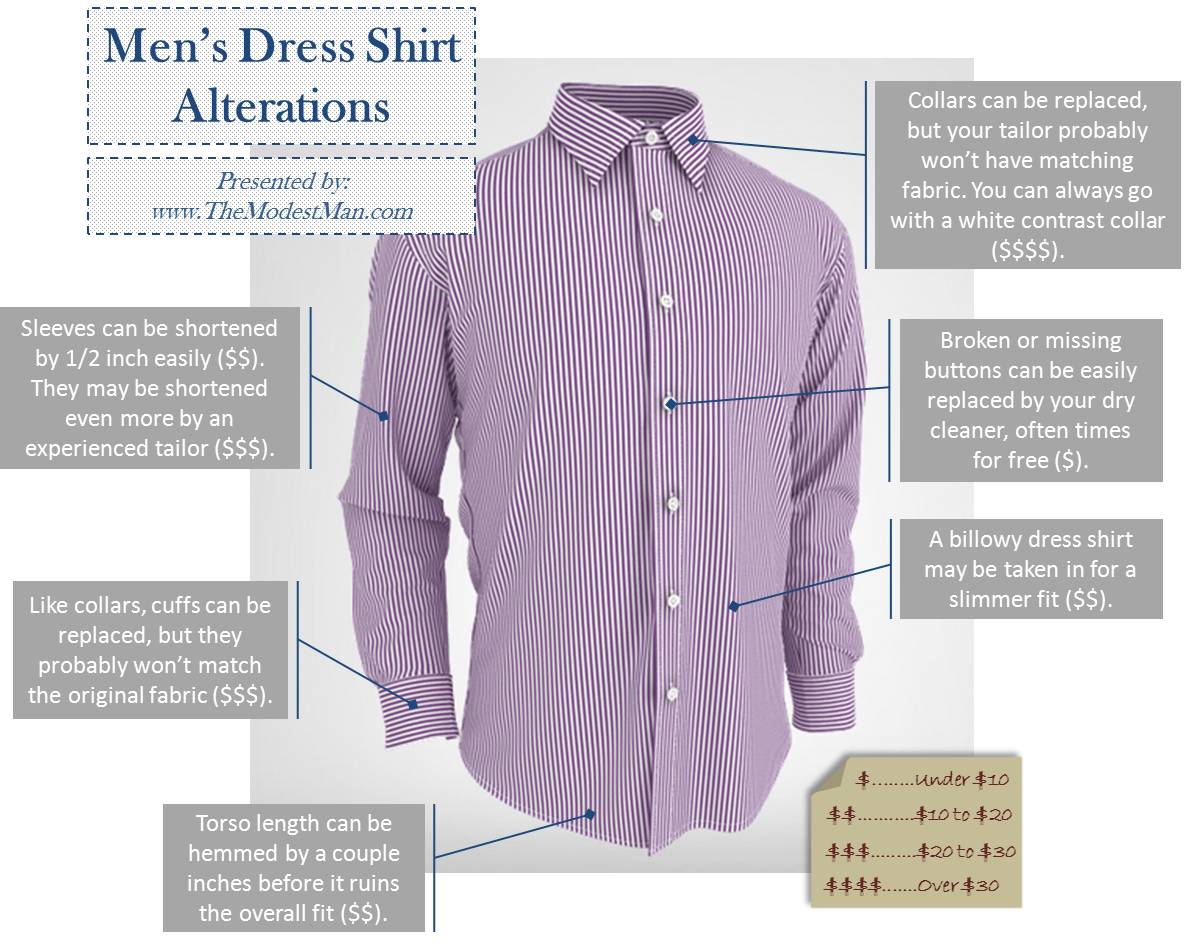 Men’s Dress Shirt
Alterations
Presented by:
www.TheModestMan.com
Collars can be replaced,
but your tailor probably
won’t have matching
fabric. You can always go
with a white contrast collar
($$$$).
Sleeves can be shortened
by 1/2 inch easily ($$).
They may be shortened
even more by an
experienced tailor ($$$).
Broken or missing
buttons can be easily
replaced by your dry
cleaner, often times
for free ($).
A billowy dress shirt
may be taken in for a
slimmer fit ($$).
Like collars, cuffs can be
replaced, but they
probably won’t match
the original fabric ($$$).
Torso length can be
hemmed by a couple
inches before it ruins
the overall fit ($$).
$........Under $10
$$...........$10 to $20
$$$.........$20 to $30
$$$$.......Over $30